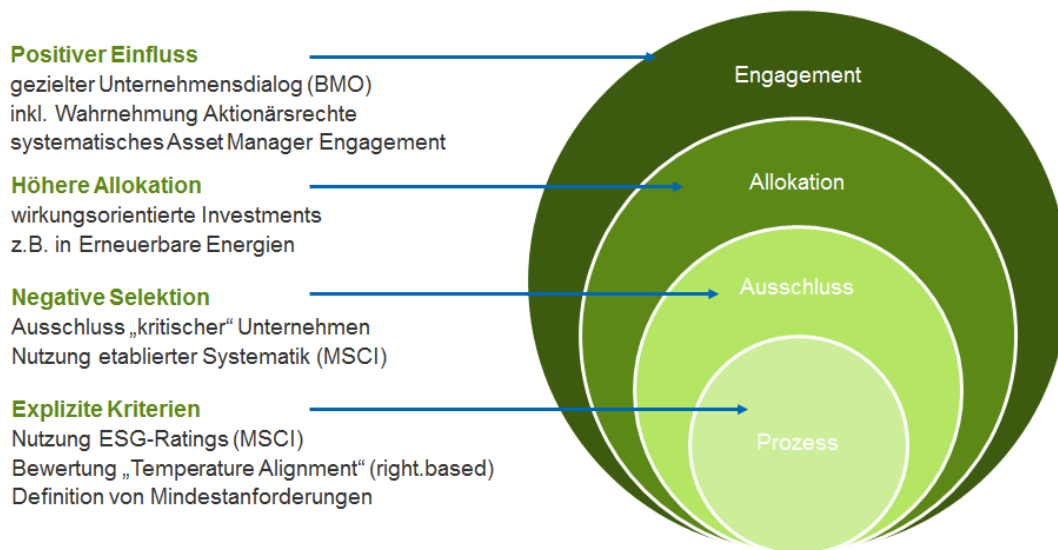 Positiver Einfluss
gezielter Unternehmensdialog (BMO)
inkl. Wahrnehmung Aktionärsrechte
systematisches Asset Manager Engagement
Höhere Allokation
wirkungsorientierte Investments
z.B. in Erneuerbare Energien
Negative Selektion
Ausschluss „kritischer“ Unternehmen
Nutzung etablierter Systematik (MSCI)
Explizite Kriterien
Nutzung ESG-Ratings (MSCI)
Bewertung „Temperature Alignment“ (right.based)
Definition von Mindestanforderungen
Engagement
Allokation
Ausschluss
Prozess